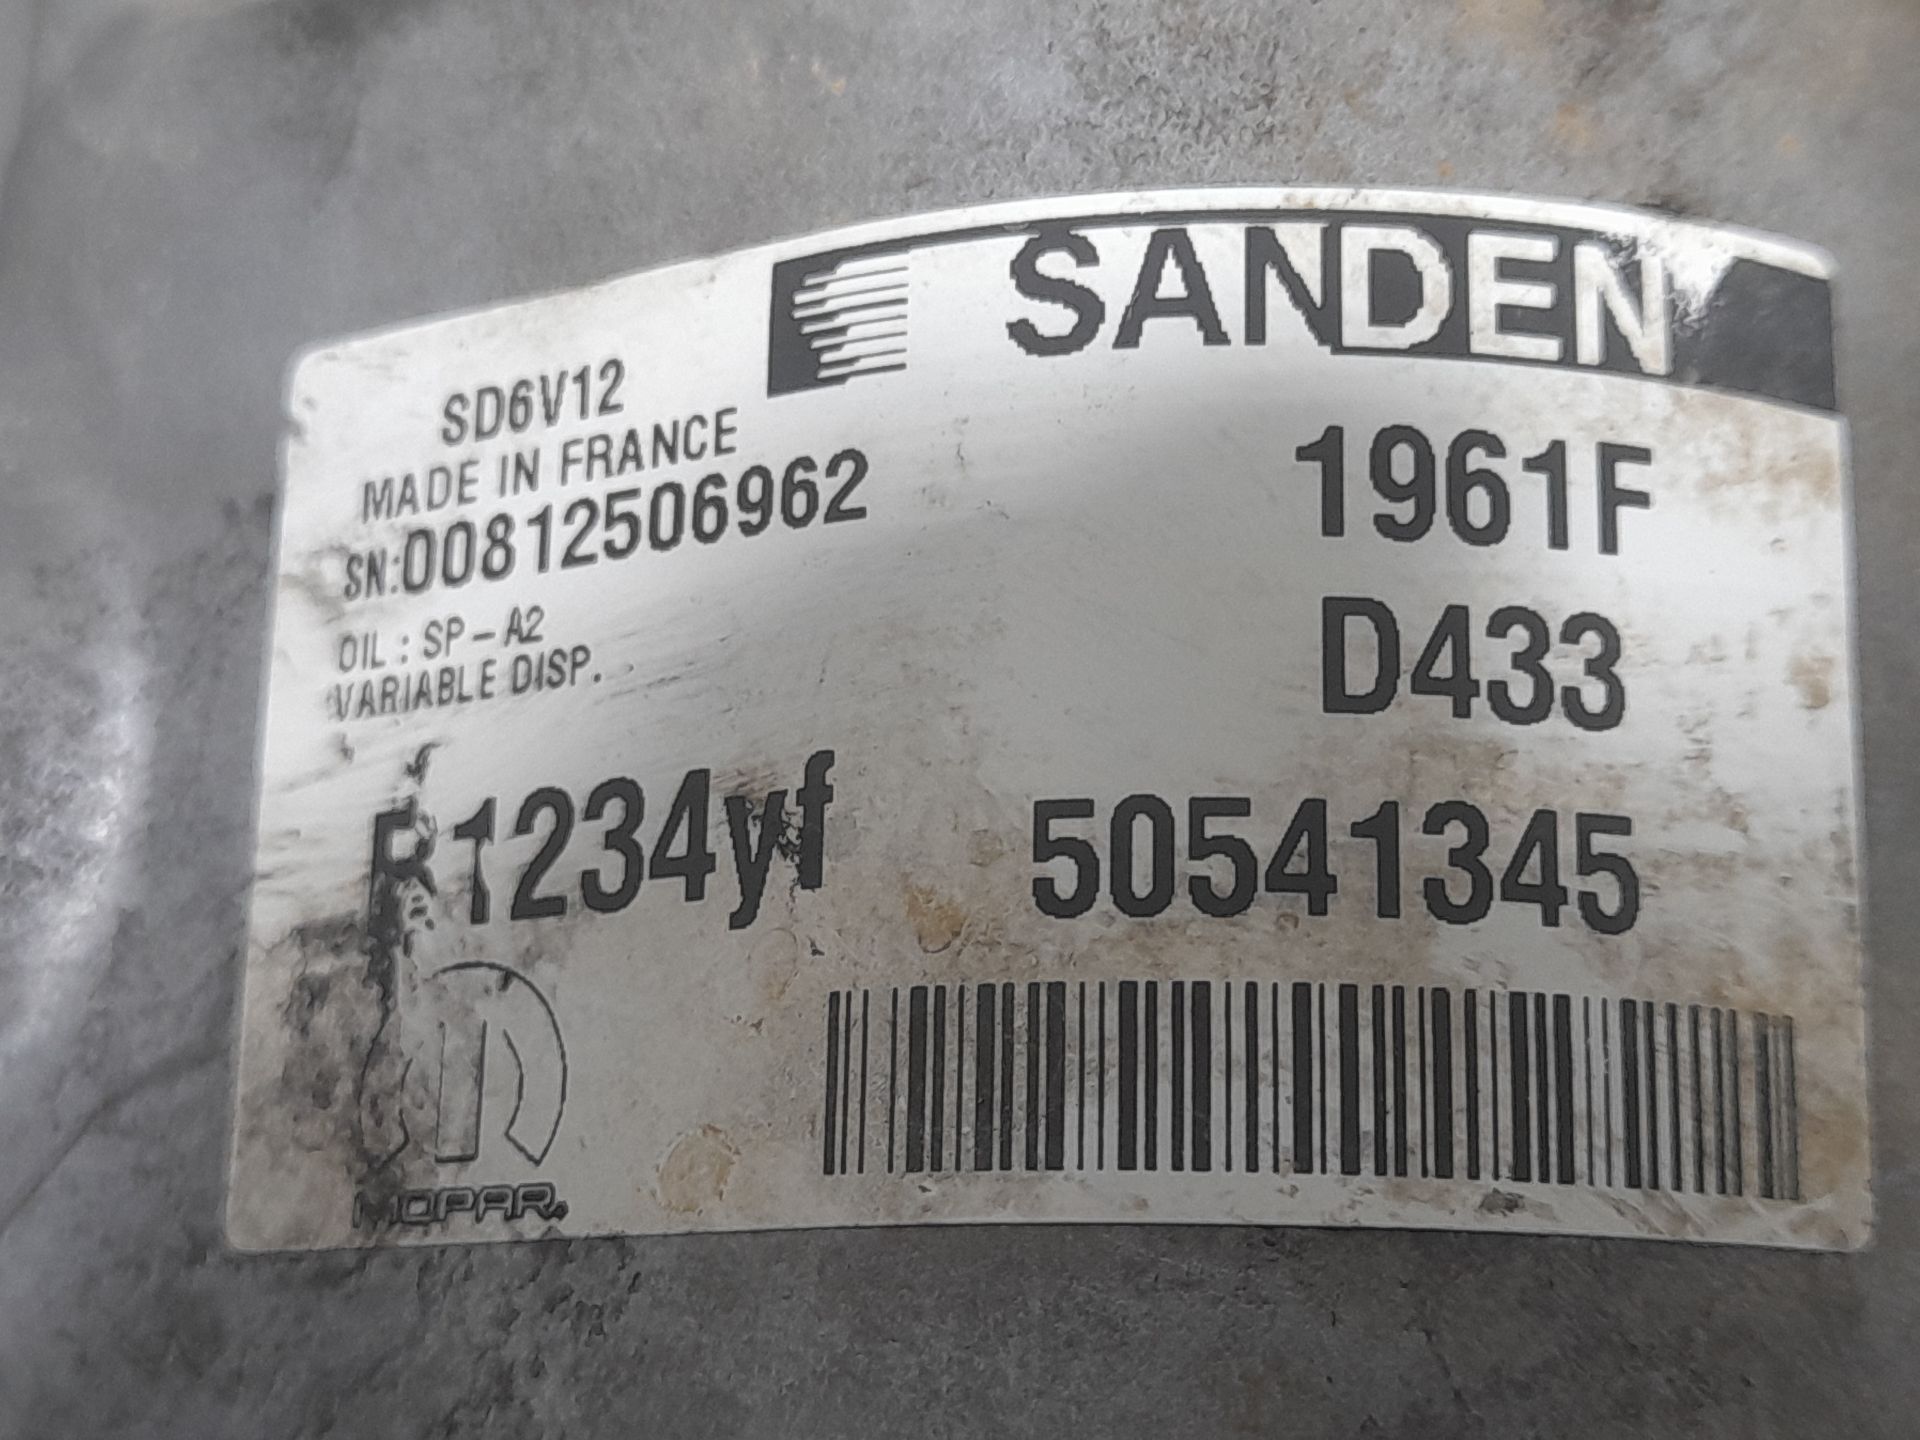 SANDEN
SD6V12
MADE IN FRANCE
SN:00812506962
OIL : SP-A2
VARIABLE DISP.
1961F
D433
R1234yf
50541345
MOPAR.